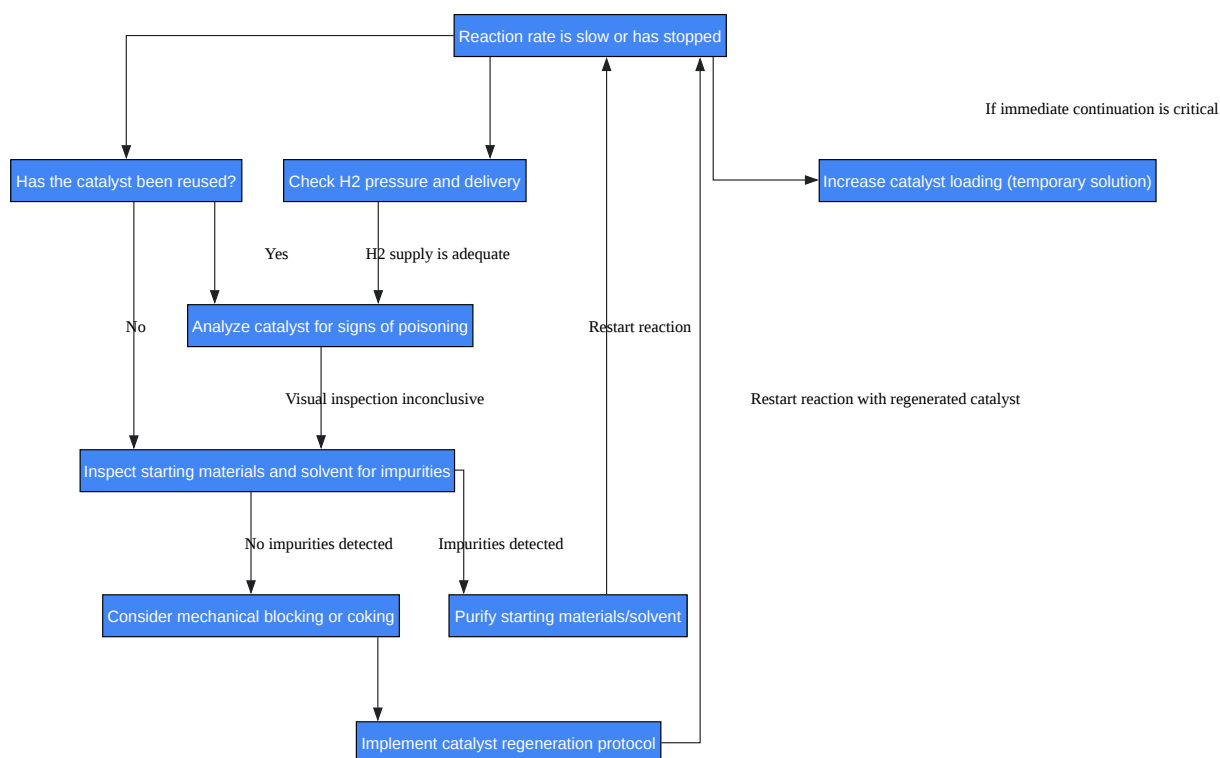 Reaction rate is slow or has stopped
If immediate continuation is critical
Has the catalyst been reused?
Check H2 pressure and delivery
Increase catalyst loading (temporary solution)
Yes
H2 supply is adequate
No
Analyze catalyst for signs of poisoning
Restart reaction
Visual inspection inconclusive
Restart reaction with regenerated catalyst
Inspect starting materials and solvent for impurities
No impurities detected
Impurities detected
Consider mechanical blocking or coking
Purify starting materials/solvent
Implement catalyst regeneration protocol